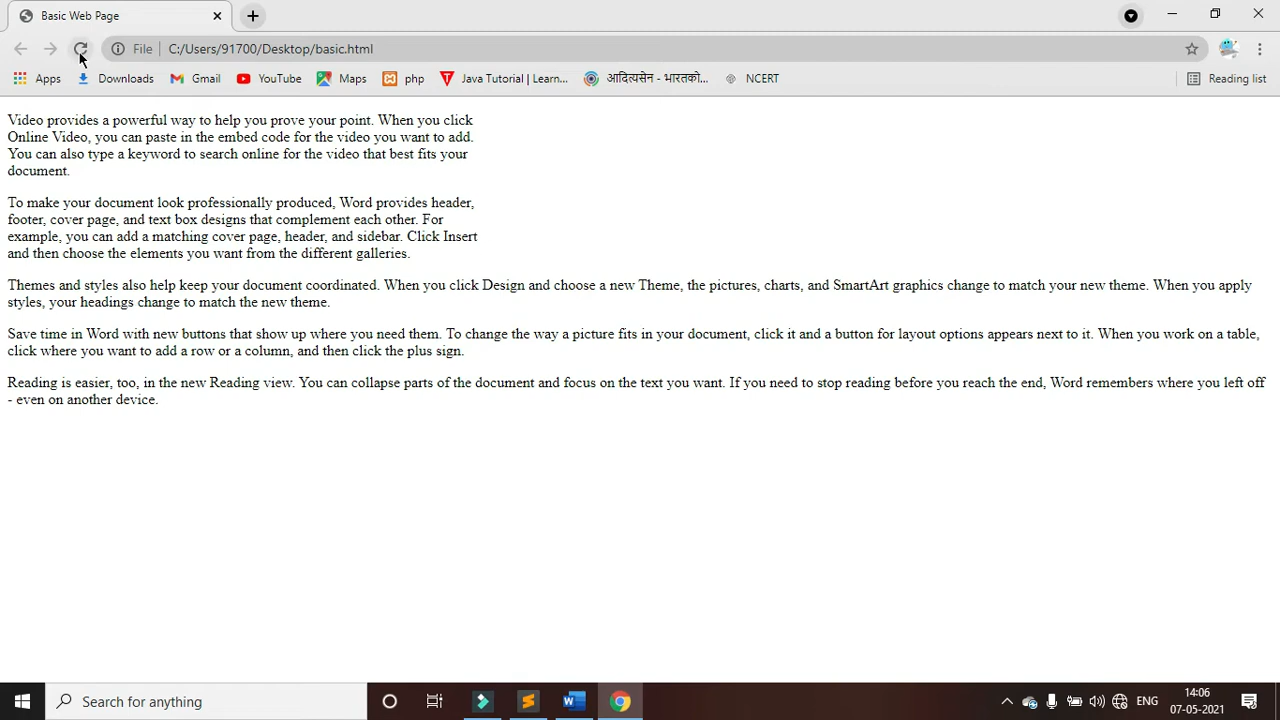 Basic Web Page
File
C:/Users/91700/Desktop/basic.html
Apps
Downloads
Gmail
YouTube
Maps
php
Java Tutorial | Learn...
आदित्यसेन - भारतको...
NCERT
Reading list
Video provides a powerful way to help you prove your point. When you click
Online Video, you can paste in the embed code for the video you want to add.
You can also type a keyword to search online for the video that best fits your
document.
To make your document look professionally produced, Word provides header,
footer, cover page, and text box designs that complement each other. For
example, you can add a matching cover page, header, and sidebar. Click Insert
and then choose the elements you want from the different galleries.
Themes and styles also help keep your document coordinated. When you click Design and choose a new Theme, the pictures, charts, and SmartArt graphics change to match your new theme. When you apply
styles, your headings change to match the new theme.
Save time in Word with new buttons that show up where you need them. To change the way a picture fits in your document, click it and a button for layout options appears next to it. When you work on a table,
click where you want to add a row or a column, and then click the plus sign.
Reading is easier, too, in the new Reading view. You can collapse parts of the document and focus on the text you want. If you need to stop reading before you reach the end, Word remembers where you left off
- even on another device.
Search for anything
ENG
14:06
07-05-2021